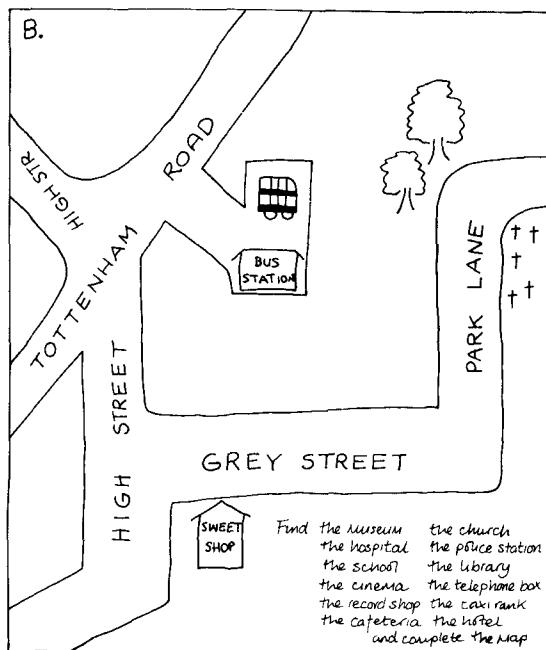 B.
HIGH STR
TOTTENHAM ROAD
BUS
STATION
PARK LANE
HIGH STREET
GREY STREET
SWEET
SHOP
Find the museum the church
the hospital the police station
the school the library
the cinema the telephone box
the record shop the taxi rank
the cafeteria the hotel
and complete the map